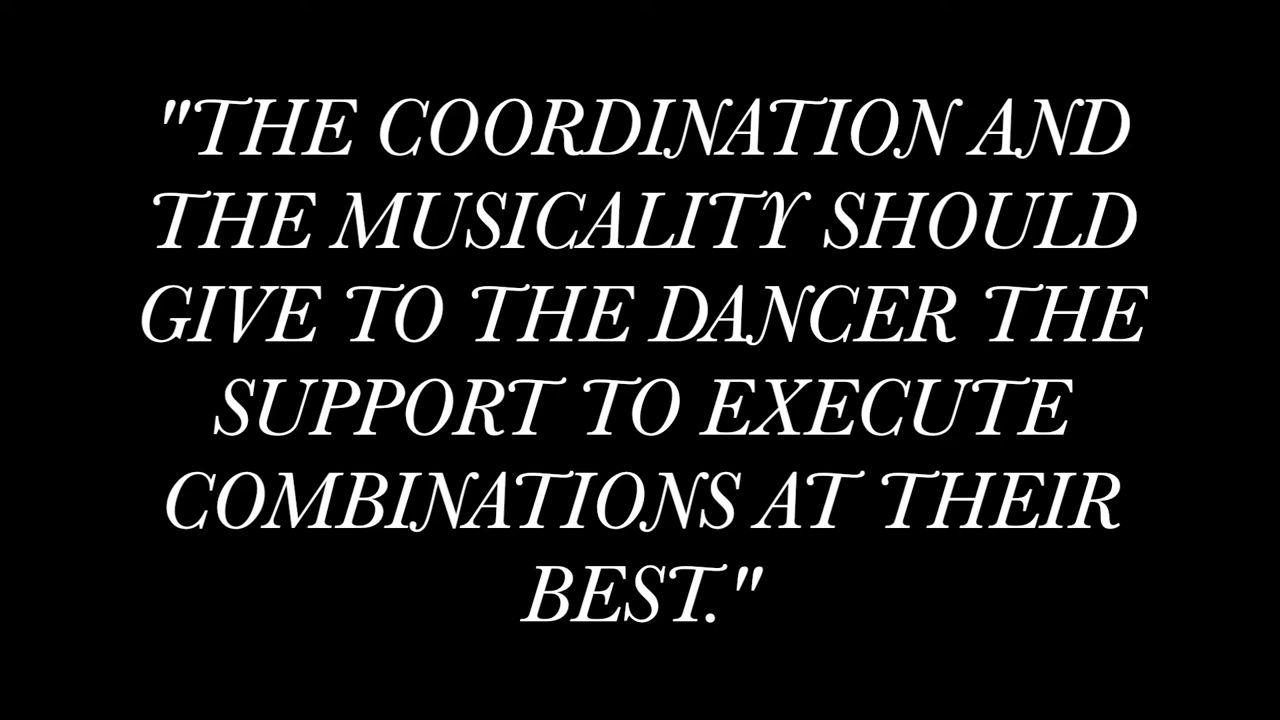 "THE COORDINATION AND
THE MUSICALITY SHOULD
GIVE TO THE DANCER THE
SUPPORT TO EXECUTE
COMBINATIONS AT THEIR
BEST."